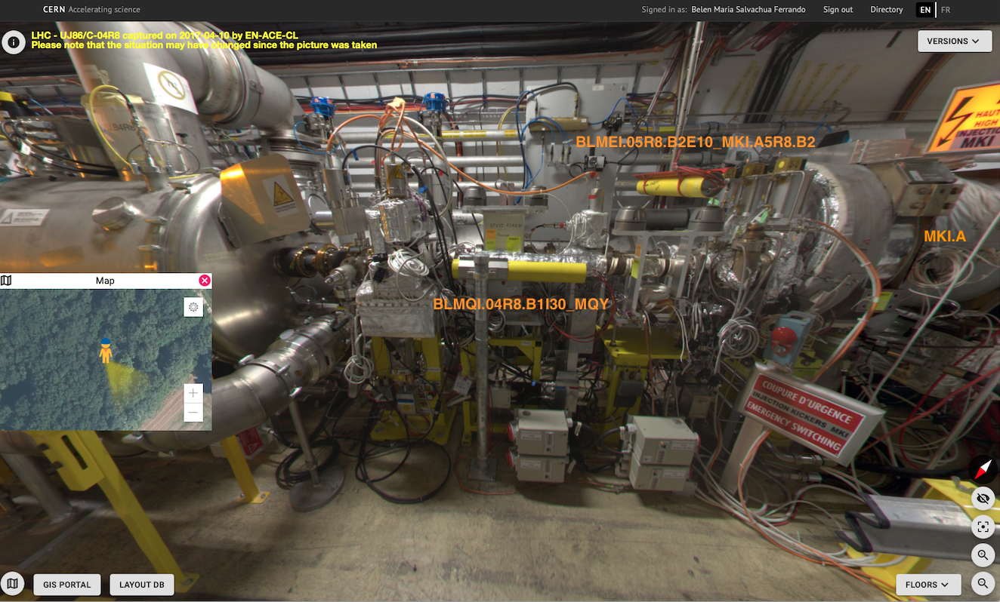 CERN Accelerating science
Signed in as: Belen Maria Salvachua Ferrando Sign out Directory EN FR
LHC - UJ86/C-04R8 captured on 2017-04-10 by EN-ACE-CL
Please note that the situation may have changed since the picture was taken
VERSIONS
HAUT
HIGH
INJECTION
MKI
BLMEI.05R8.B2E10_MKI.A5R8.B2
MKI.A
Map
BLMQI.04R8.B1I30_MQY
COUPURE D'URGENCE
INJECTION KICKERS MKI
EMERGENCY SWITCHING
GIS PORTAL
LAYOUT DB
FLOORS